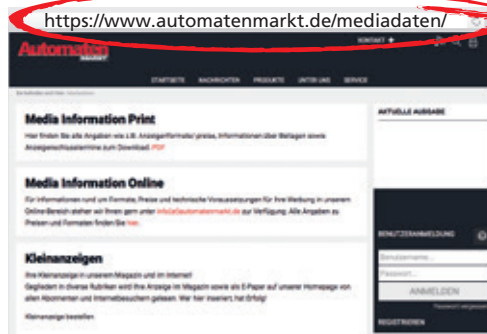 https://www.automatenmarkt.de/mediadaten/
Automaten
MARKT
KONTAKT +
STARTSEITE NACHRICHTEN PRODUKTE UNTER UNS SERVICE
AKTUELLE AUSGABE
Media Information Print
Hier finden Sie alle Angaben wie z.B. Anzeigenformate/-preise, Informationen über Beilagen sowie
Anzeigenschlusstermine zum Download. PDF
Media Information Online
Für Informationen rund um Formate, Preise und technische Voraussetzungen für Ihre Werbung in unserem
Online-Bereich stehen wir Ihnen gern unter info(at)automatenmarkt.de zur Verfügung. Alle Angaben zu
Preisen und Formaten finden Sie hier.
Kleinanzeigen
Ihre Kleinanzeige in unserem Magazin und im Internet!
Gegliedert in diverse Rubriken wird Ihre Anzeige im Magazin sowie als E-Paper auf unserer Homepage von
allen Abonnenten und Internetbesuchern gelesen. Wer hier inseriert, hat Erfolg!
Kleinanzeige bestellen
BENUTZERANMELDUNG
Benutzername...
Passwort...
ANMELDEN
Passwort vergessen
REGISTRIEREN